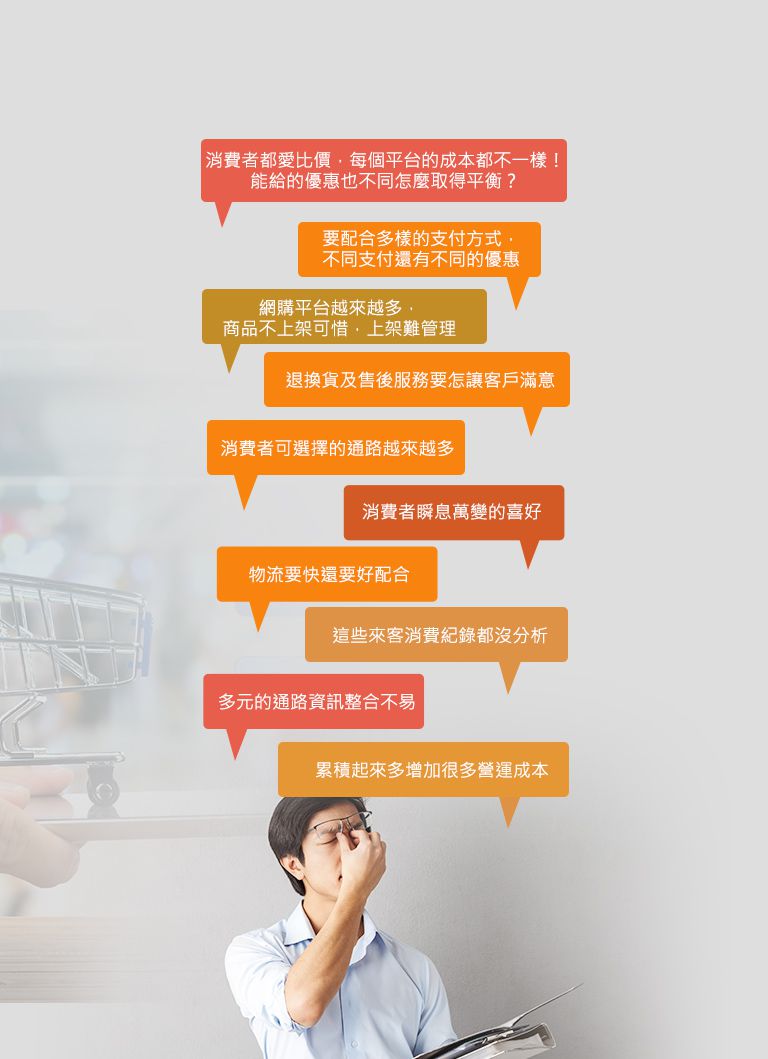 消費者都愛比價，每個平台的成本都不一樣！
能給的優惠也不同怎麼取得平衡？
要配合多樣的支付方式，
不同支付還有不同的優惠
網購平台越來越多，
商品不上架可惜，上架難管理
退換貨及售後服務要怎讓客戶滿意
消費者可選擇的通路越來越多
消費者瞬息萬變的喜好
物流要快還要好配合
這些來客消費紀錄都沒分析
多元的通路資訊整合不易
累積起來多增加很多營運成本